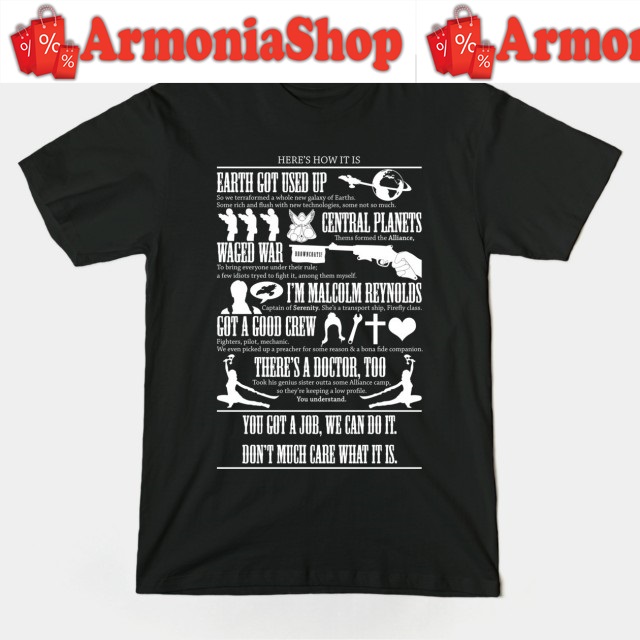 ArmoniaShop
Armon
HERE'S HOW IT IS
EARTH GOT USED UP
So we terraformed a whole new galaxy of Earths.
Some rich and flush with new technologies, some not so much.
CENTRAL PLANETS
Thems formed the Alliance,
WAGED WAR
BROWNCOATS!
To bring everyone under their rule;
a few idiots tryed to fight it, among them myself.
I'M MALCOLM REYNOLDS
Captain of Serenity. She's a transport ship, Firefly class.
GOT A GOOD CREW
Fighters, pilot, mechanic.
We even picked up a preacher for some reason & a bona fide companion.
THERE'S A DOCTOR, TOO
Took his genius sister outta some Alliance camp,
so they're keeping a low profile.
You understand.
YOU GOT A JOB, WE CAN DO IT.
DON'T MUCH CARE WHAT IT IS.